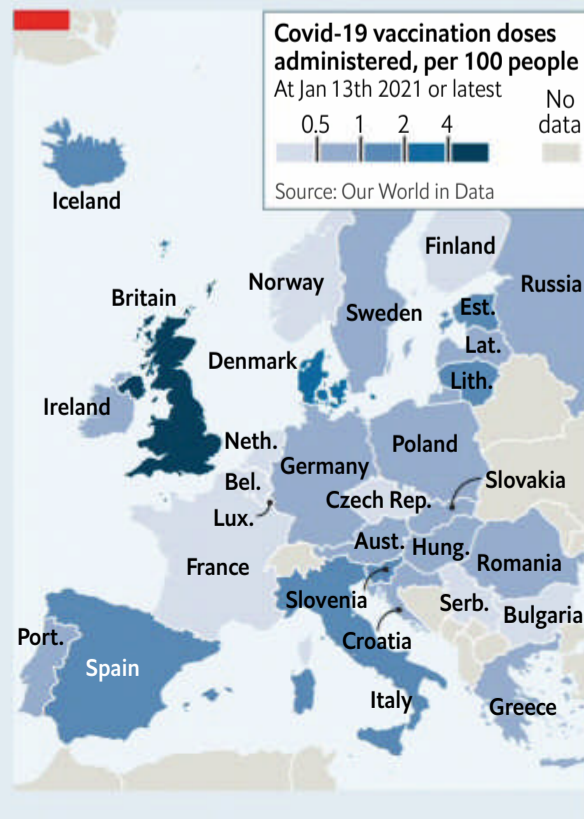 Covid-19 vaccination doses
administered, per 100 people
At Jan 13th 2021 or latest
No
data
0.5 1 2 4
Source: Our World in Data
Iceland
Finland
Norway
Russia
Britain
Est.
Sweden
Lat.
Denmark
Lith.
Ireland
Neth.
Poland
Germany
Bel.
Slovakia
Czech Rep.
Lux.
Aust.
Hung.
Romania
France
Slovenia
Serb.
Bulgaria
Port.
Croatia
Spain
Italy
Greece